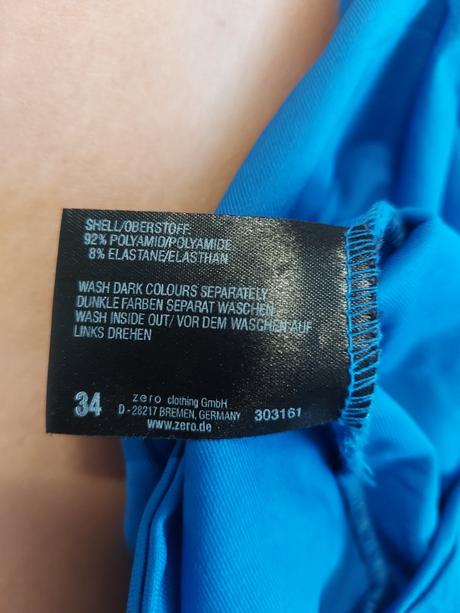 SHELL/OBERSTOFF:
92% POLYAMID/POLYAMIDE
8% ELASTANE/ELASTHAN
WASH DARK COLOURS SEPARATELY
DUNKLE FARBEN SEPARAT WASCHEN
WASH INSIDE OUT/ VOR DEM WASCHEN AUF
LINKS DREHEN
34 zero clothing GmbH
D - 28217 BREMEN, GERMANY 303161
www.zero.de